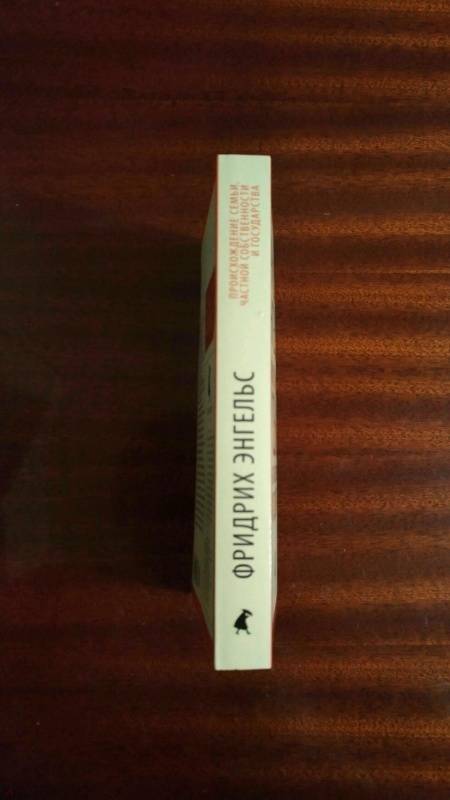 ФРИДРИХ ЭНГЕЛЬС
ПРОИСХОЖДЕНИЕ СЕМЬИ,
ЧАСТНОЙ СОБСТВЕННОСТИ
И ГОСУДАРСТВА